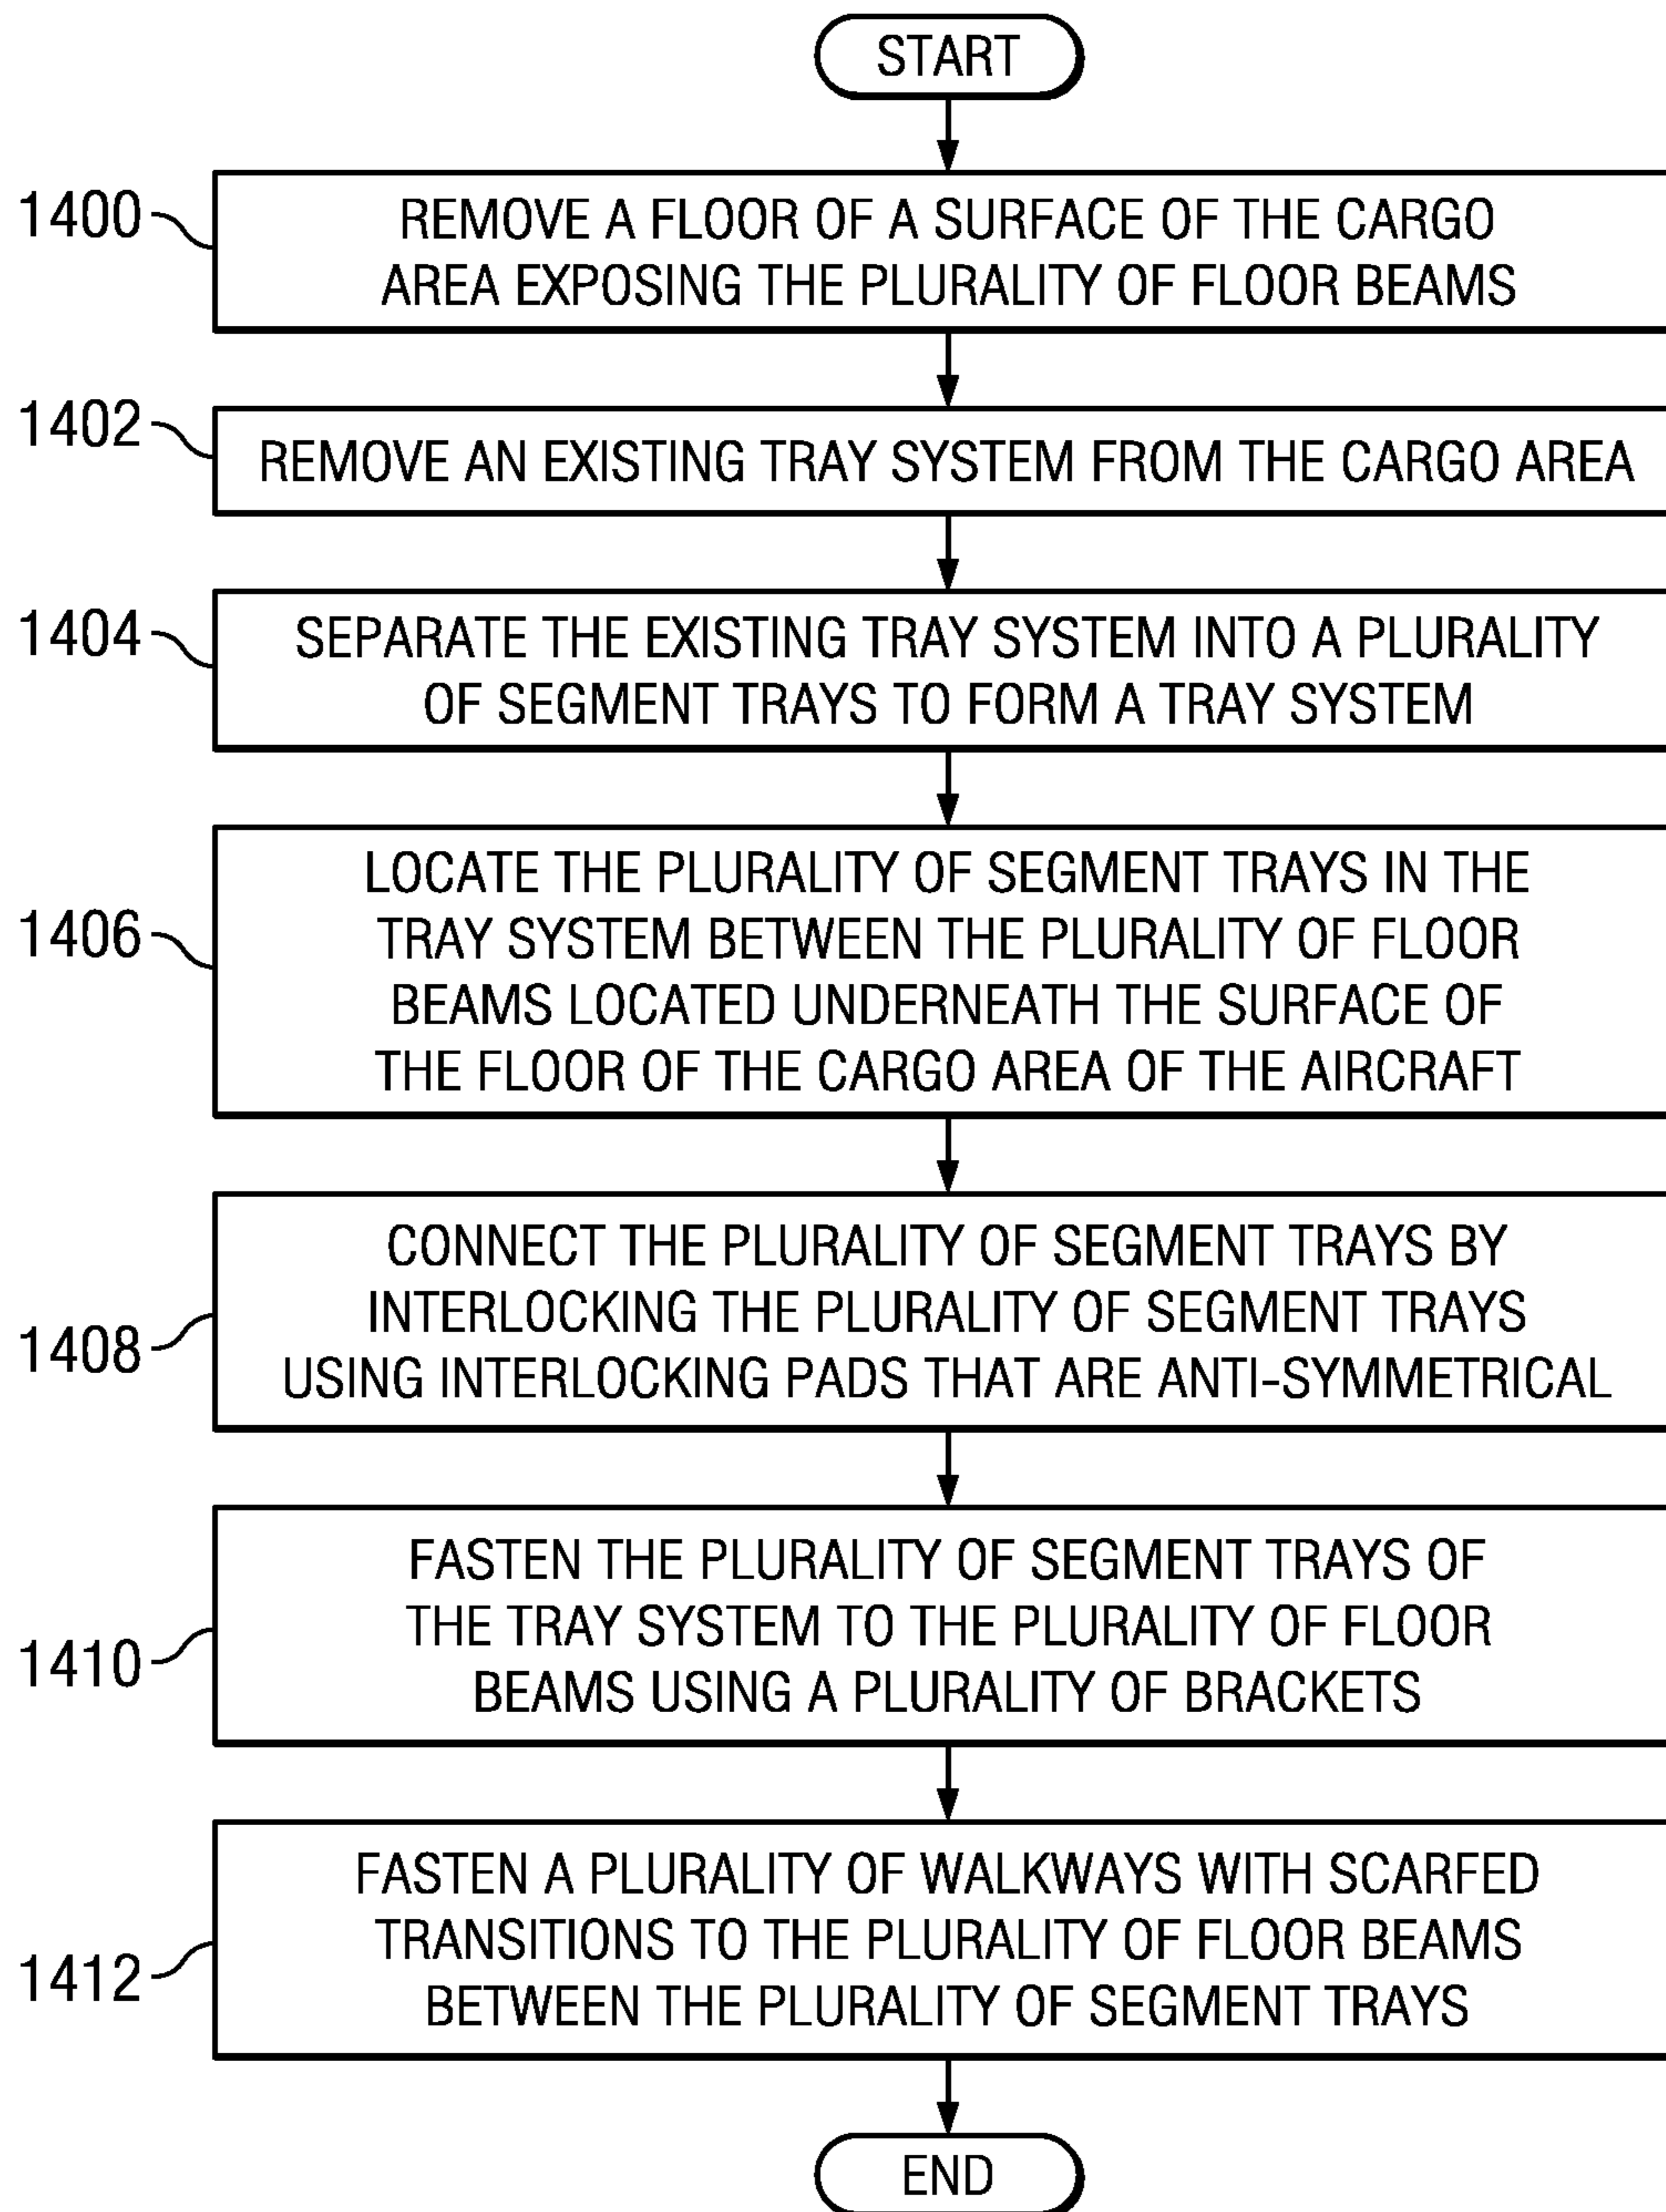 START
1400
REMOVE A FLOOR OF A SURFACE OF THE CARGO
AREA EXPOSING THE PLURALITY OF FLOOR BEAMS
1402
REMOVE AN EXISTING TRAY SYSTEM FROM THE CARGO AREA
1404
SEPARATE THE EXISTING TRAY SYSTEM INTO A PLURALITY
OF SEGMENT TRAYS TO FORM A TRAY SYSTEM
1406
LOCATE THE PLURALITY OF SEGMENT TRAYS IN THE
TRAY SYSTEM BETWEEN THE PLURALITY OF FLOOR
BEAMS LOCATED UNDERNEATH THE SURFACE OF
THE FLOOR OF THE CARGO AREA OF THE AIRCRAFT
1408
CONNECT THE PLURALITY OF SEGMENT TRAYS BY
INTERLOCKING THE PLURALITY OF SEGMENT TRAYS
USING INTERLOCKING PADS THAT ARE ANTI-SYMMETRICAL
1410
FASTEN THE PLURALITY OF SEGMENT TRAYS OF
THE TRAY SYSTEM TO THE PLURALITY OF FLOOR
BEAMS USING A PLURALITY OF BRACKETS
1412
FASTEN A PLURALITY OF WALKWAYS WITH SCARFED
TRANSITIONS TO THE PLURALITY OF FLOOR BEAMS
BETWEEN THE PLURALITY OF SEGMENT TRAYS
END